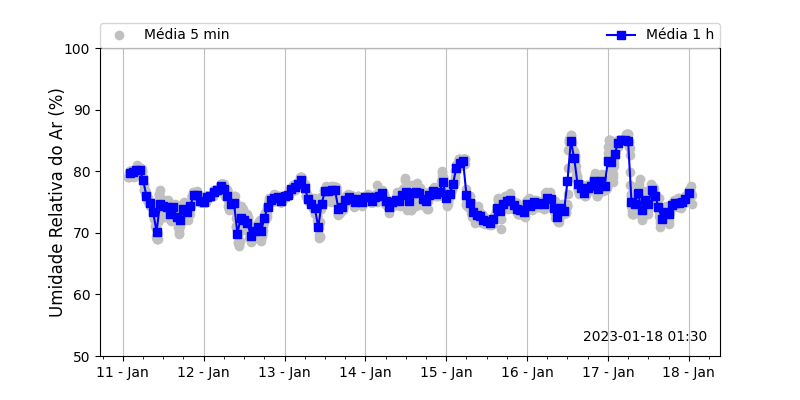 Média 5 min
Média 1 h
Umidade Relativa do Ar (%)
100
90
80
70
60
50
2023-01-18 01:30
11 - Jan
12 - Jan
13 - Jan
14 - Jan
15 - Jan
16 - Jan
17 - Jan
18 - Jan